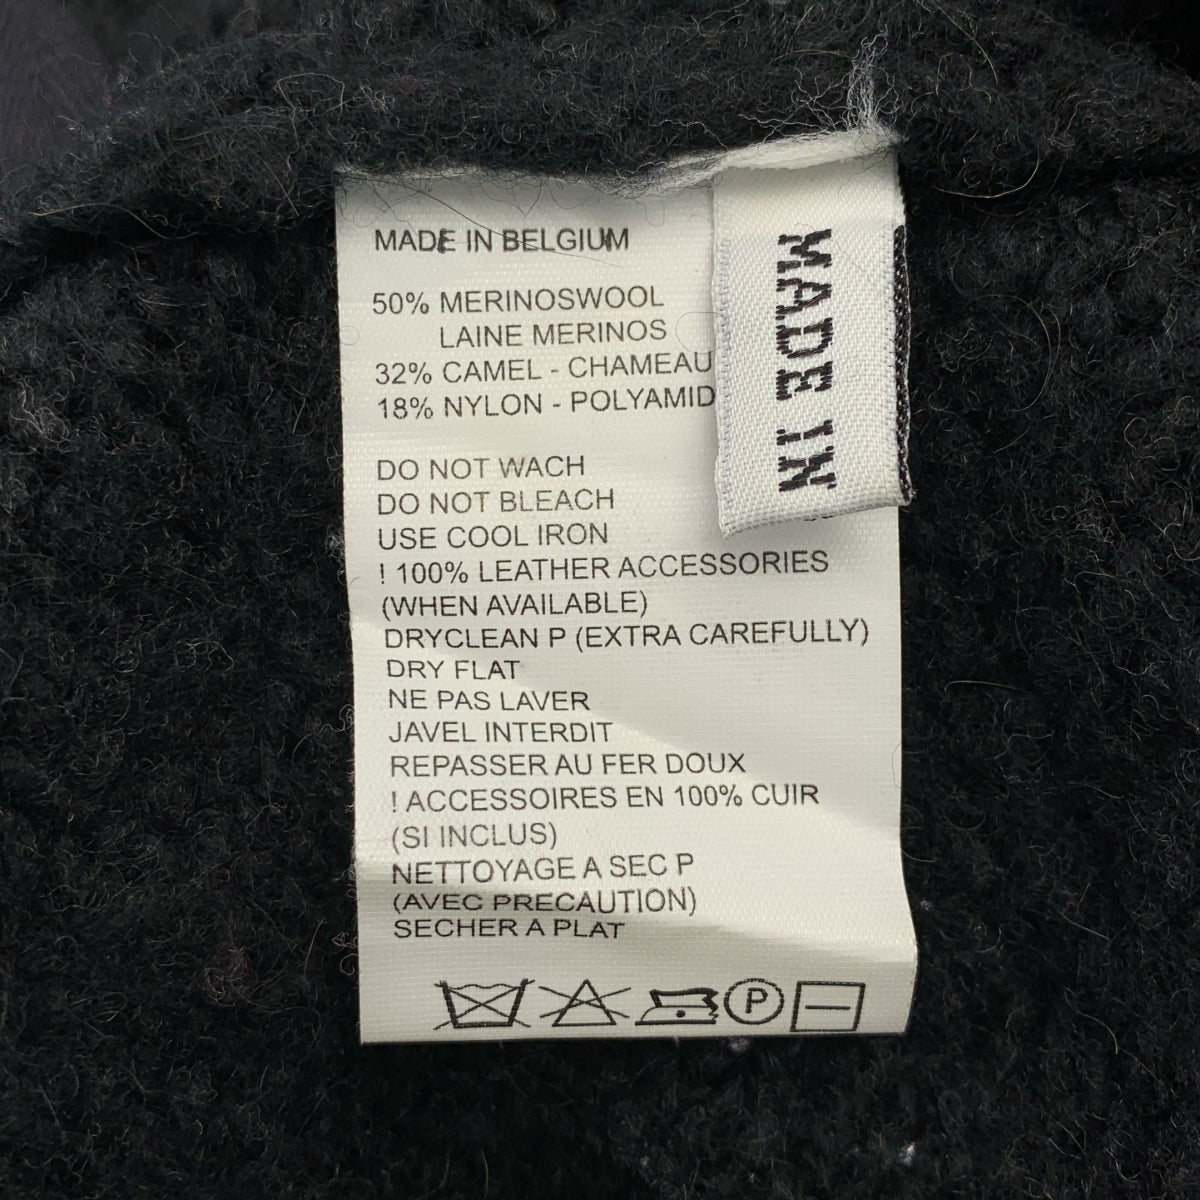 MADE IN BELGIUM
50% MERINOSWOOL
LAINE MERINOS
32% CAMEL - CHAMEAU
18% NYLON - POLYAMID
DO NOT WACH
DO NOT BLEACH
USE COOL IRON
! 100% LEATHER ACCESSORIES
(WHEN AVAILABLE)
DRYCLEAN P (EXTRA CAREFULLY)
DRY FLAT
NE PAS LAVER
JAVEL INTERDIT
REPASSER AU FER DOUX
! ACCESSOIRES EN 100% CUIR
(SI INCLUS)
NETTOYAGE A SEC P
(AVEC PRECAUTION)
SECHER A PLAT
P
MADE IN